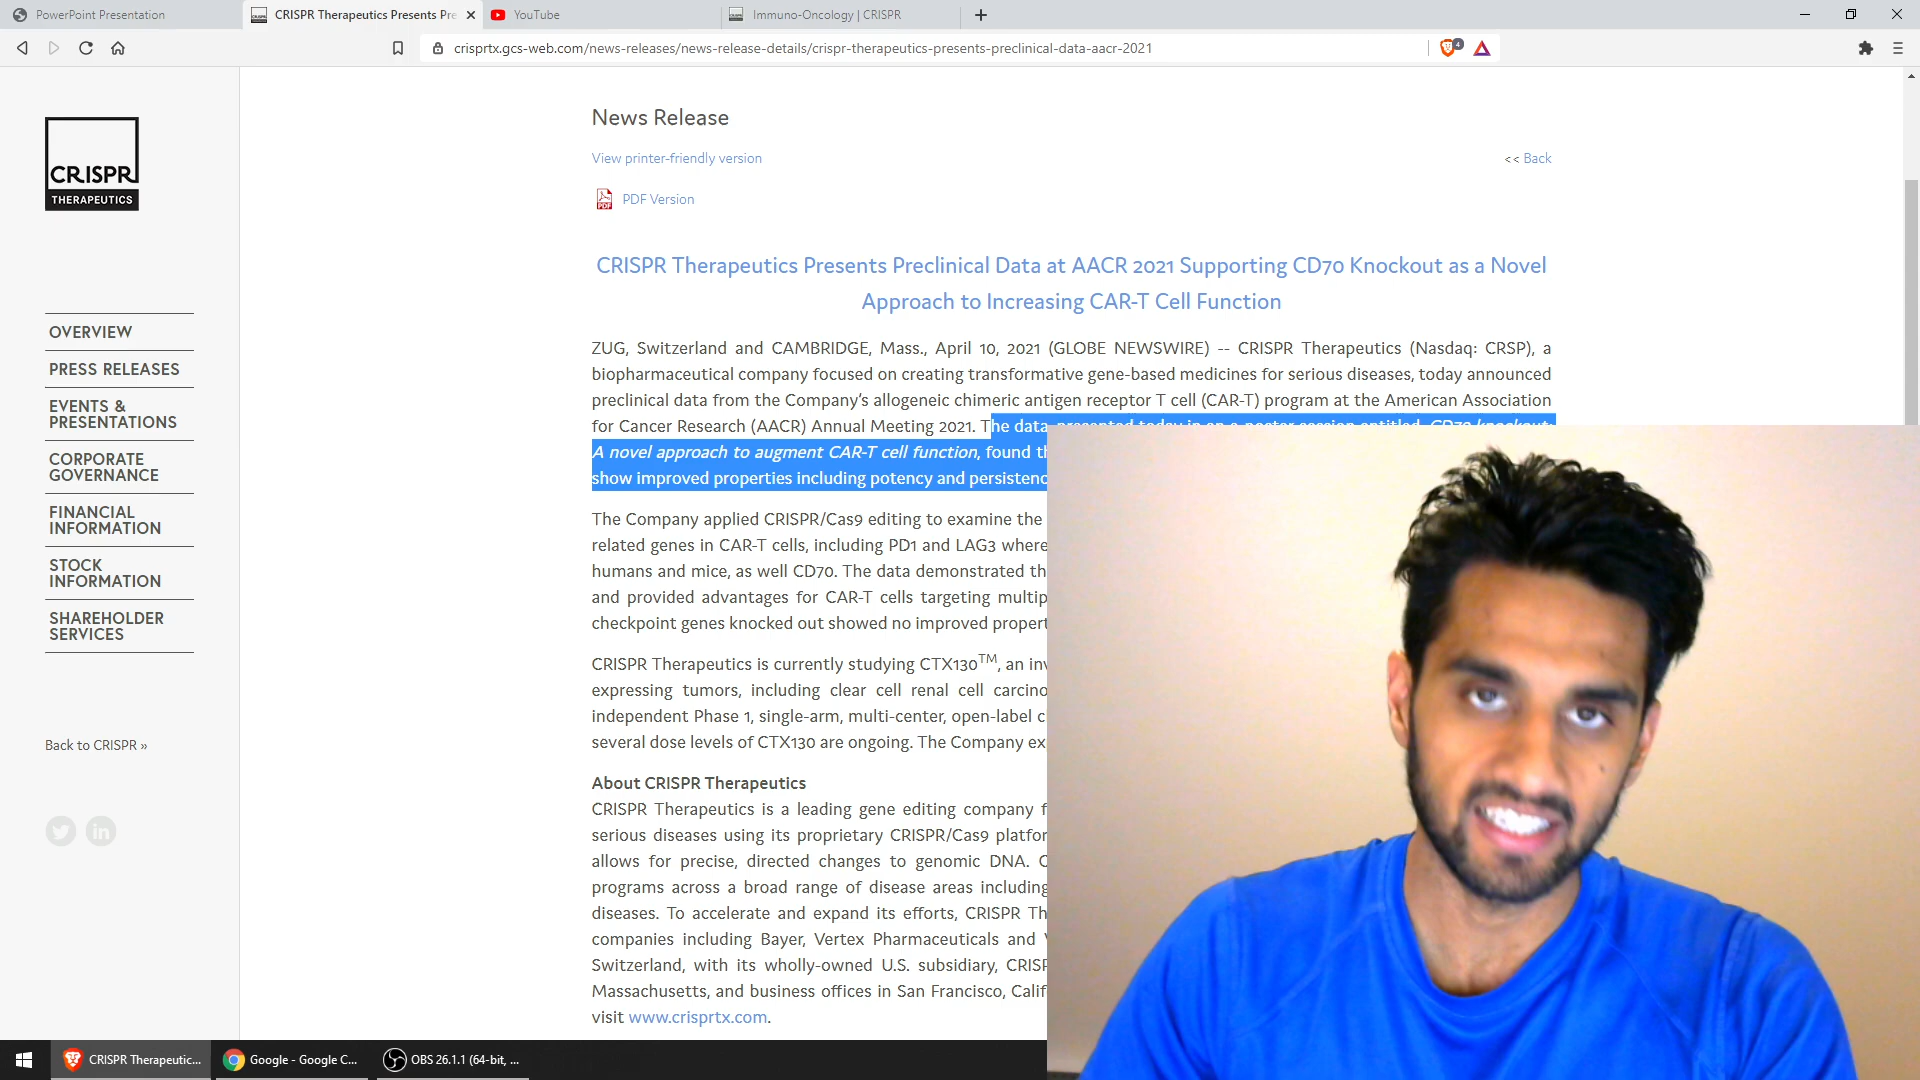 PowerPoint Presentation
CRISPR Therapeutics Presents Pre
YouTube
Immuno-Oncology | CRISPR
crisprtx.gcs-web.com/news-releases/news-release-details/crispr-therapeutics-presents-preclinical-data-aacr-2021
4
CRISPR
THERAPEUTICS
OVERVIEW
PRESS RELEASES
EVENTS &
PRESENTATIONS
CORPORATE
GOVERNANCE
FINANCIAL
INFORMATION
STOCK
INFORMATION
SHAREHOLDER
SERVICES
Back to CRISPR »
News Release
View printer-friendly version
<< Back
PDF Version
CRISPR Therapeutics Presents Preclinical Data at AACR 2021 Supporting CD70 Knockout as a Novel
Approach to Increasing CAR-T Cell Function
ZUG, Switzerland and CAMBRIDGE, Mass., April 10, 2021 (GLOBE NEWSWIRE) -- CRISPR Therapeutics (Nasdaq: CRSP), a
biopharmaceutical company focused on creating transformative gene-based medicines for serious diseases, today announced
preclinical data from the Company's allogeneic chimeric antigen receptor T cell (CAR-T) program at the American Association
for Cancer Research (AACR) Annual Meeting 2021. The data, presented today in an e-poster session entitled, CD70 knockout:
A novel approach to augment CAR-T cell function, found th
show improved properties including potency and persistenc
The Company applied CRISPR/Cas9 editing to examine the
related genes in CAR-T cells, including PD1 and LAG3 where
humans and mice, as well CD70. The data demonstrated th
and provided advantages for CAR-T cells targeting multip
checkpoint genes knocked out showed no improved propert
CRISPR Therapeutics is currently studying CTX130TM, an inv
expressing tumors, including clear cell renal cell carcino
independent Phase 1, single-arm, multi-center, open-label c
several dose levels of CTX130 are ongoing. The Company ex
About CRISPR Therapeutics
CRISPR Therapeutics is a leading gene editing company f
serious diseases using its proprietary CRISPR/Cas9 platfor
allows for precise, directed changes to genomic DNA. C
programs across a broad range of disease areas including
diseases. To accelerate and expand its efforts, CRISPR Th
companies including Bayer, Vertex Pharmaceuticals and V
Switzerland, with its wholly-owned U.S. subsidiary, CRISP
Massachusetts, and business offices in San Francisco, Calif
visit www.crisprtx.com.
CRISPR Therapeutic...
Google - Google C...
OBS 26.1.1 (64-bit, ...